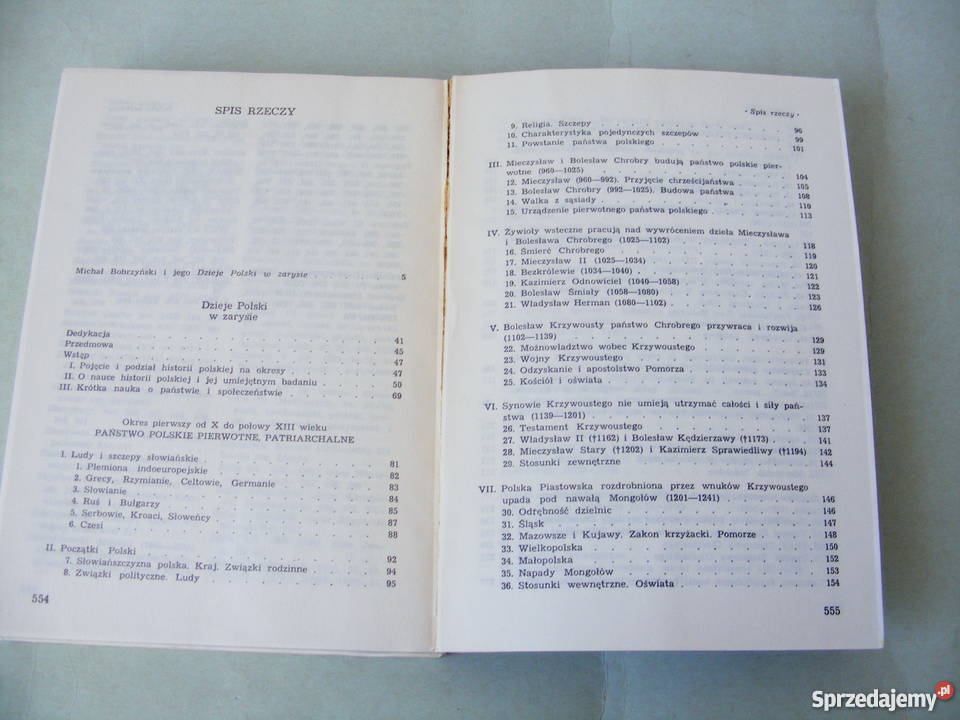 SPIS RZECZY
Michał Bobrzyński i jego Dzieje Polski w zarysie . . . . . 5
Dzieje Polski
w zarysie
Dedykacja . . . . . 41
Przedmowa . . . . . 45
Wstęp . . . . . 47
I. Pojęcie i podział historii polskiej na okresy . . . . . 47
II. O nauce historii polskiej i jej umiejętnym badaniu . . . . . 50
III. Krótka nauka o państwie i społeczeństwie . . . . . 69
Okres pierwszy od X do połowy XIII wieku
PAŃSTWO POLSKIE PIERWOTNE, PATRIARCHALNE
I. Ludy i szczepy słowiańskie . . . . . 81
1. Plemiona indoeuropejskie . . . . . 82
2. Grecy, Rzymianie, Celtowie, Germanie . . . . . 83
3. Słowianie . . . . . 84
4. Ruś i Bułgarzy . . . . . 85
5. Serbowie, Kroaci, Słoweńcy . . . . . 87
6. Czesi . . . . . 88
II. Początki Polski . . . . . 92
7. Słowiańszczyzna polska. Kraj. Związki rodzinne . . . . . 94
8. Związki polityczne. Ludy . . . . . 95
554
• Spis rzeczy •
9. Religia. Szczepy . . . . . 96
10. Charakterystyka pojedynczych szczepów . . . . . 99
11. Powstanie państwa polskiego . . . . . 101
III. Mieczysław i Bolesław Chrobry budują państwo polskie pier-
wotne (960—1025) . . . . . 104
12. Mieczysław (960—992). Przyjęcie chrześcijaństwa . . . . . 105
13. Bolesław Chrobry (992—1025). Budowa państwa . . . . . 108
14. Walka z sąsiady . . . . . 110
15. Urządzenie pierwotnego państwa polskiego . . . . . 113
IV. Żywioły wsteczne pracują nad wywróceniem dzieła Mieczysława
i Bolesława Chrobrego (1025—1102) . . . . . 118
16. Śmierć Chrobrego . . . . . 119
17. Mieczysław II (1025—1034) . . . . . 120
18. Bezkrólewie (1034—1040) . . . . . 121
19. Kazimierz Odnowiciel (1040—1058) . . . . . 122
20. Bolesław Śmiały (1058—1080) . . . . . 123
21. Władysław Herman (1080—1102) . . . . . 126
V. Bolesław Krzywousty państwo Chrobrego przywraca i rozwija
(1102—1139) . . . . . 129
22. Możnowładztwo wobec Krzywoustego . . . . . 129
23. Wojny Krzywoustego . . . . . 131
24. Odzyskanie i apostolstwo Pomorza . . . . . 133
25. Kościół i oświata . . . . . 134
VI. Synowie Krzywoustego nie umieją utrzymać całości i siły pań-
stwa (1139—1201) . . . . . 137
26. Testament Krzywoustego . . . . . 137
27. Władysław II (†1162) i Bolesław Kędzierzawy (†1173) . . . . . 141
28. Mieczysław Stary (†1202) i Kazimierz Sprawiedliwy (†1194) 142
29. Stosunki zewnętrzne . . . . . 144
VII. Polska Piastowska rozdrobniona przez wnuków Krzywoustego
upada pod nawałą Mongołów (1201—1241) . . . . . 146
30. Odrębność dzielnic . . . . . 146
31. Śląsk . . . . . 147
32. Mazowsze i Kujawy. Zakon krzyżacki. Pomorze . . . . . 148
33. Wielkopolska . . . . . 150
34. Małopolska . . . . . 152
35. Napady Mongołów . . . . . 153
36. Stosunki wewnętrzne. Oświata . . . . . 154
555
Sprzedajemy.pl